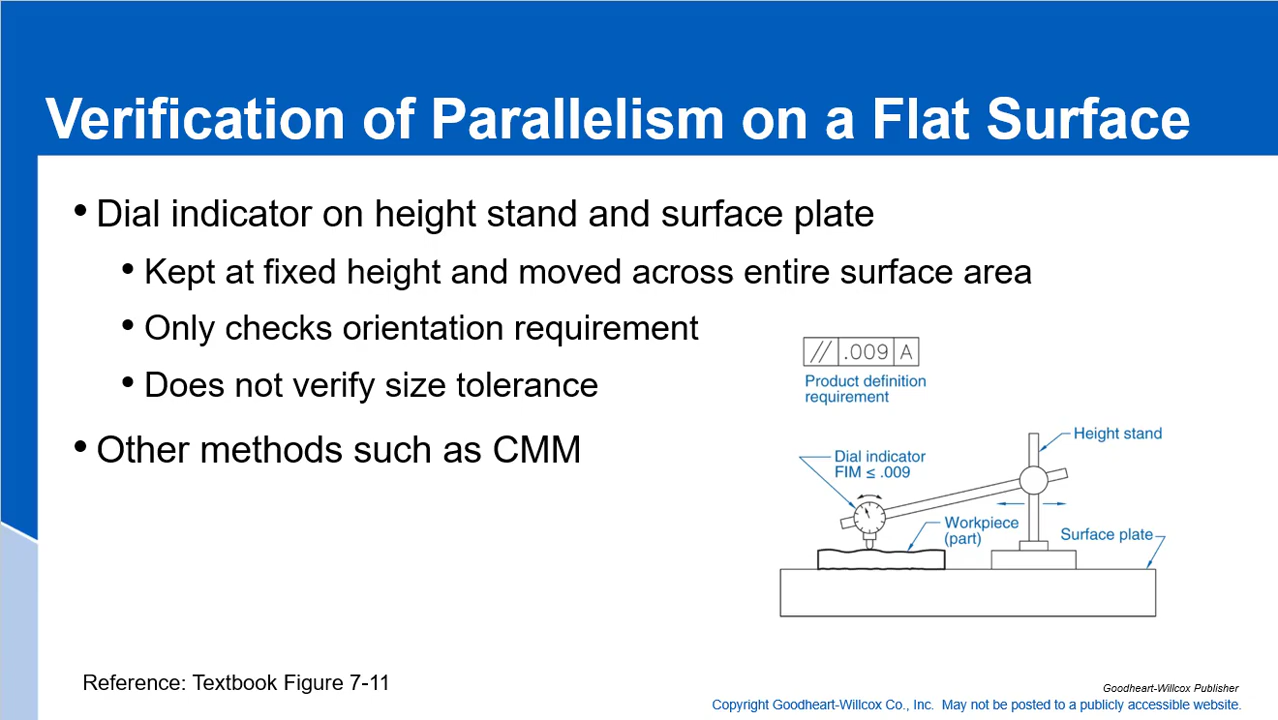 Verification of Parallelism on a Flat Surface
• Dial indicator on height stand and surface plate
• Kept at fixed height and moved across entire surface area
• Only checks orientation requirement
• Does not verify size tolerance
• Other methods such as CMM
// .009 A
Product definition
requirement
Height stand
Dial indicator
FIM ≤ .009
Workpiece
(part)
Surface plate
Reference: Textbook Figure 7-11
Goodheart-Willcox Publisher
Copyright Goodheart-Willcox Co., Inc. May not be posted to a publicly accessible website.